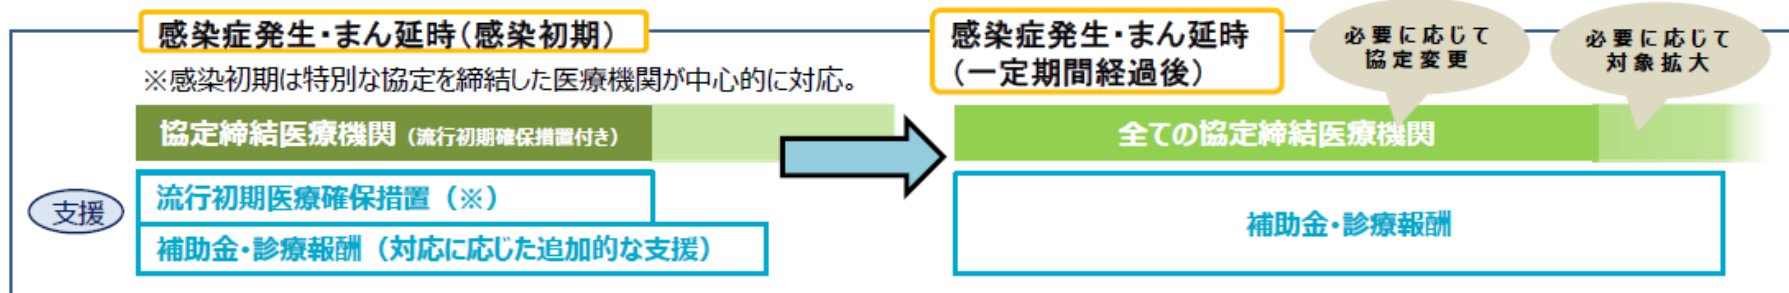 感染症発生・まん延時(感染初期)
※感染初期は特別な協定を締結した医療機関が中心的に対応。
協定締結医療機関（流行初期確保措置付き）
支援
流行初期医療確保措置（※）
補助金・診療報酬（対応に応じた追加的な支援）
感染症発生・まん延時
(一定期間経過後)
必要に応じて
協定変更
必要に応じて
対象拡大
全ての協定締結医療機関
補助金・診療報酬